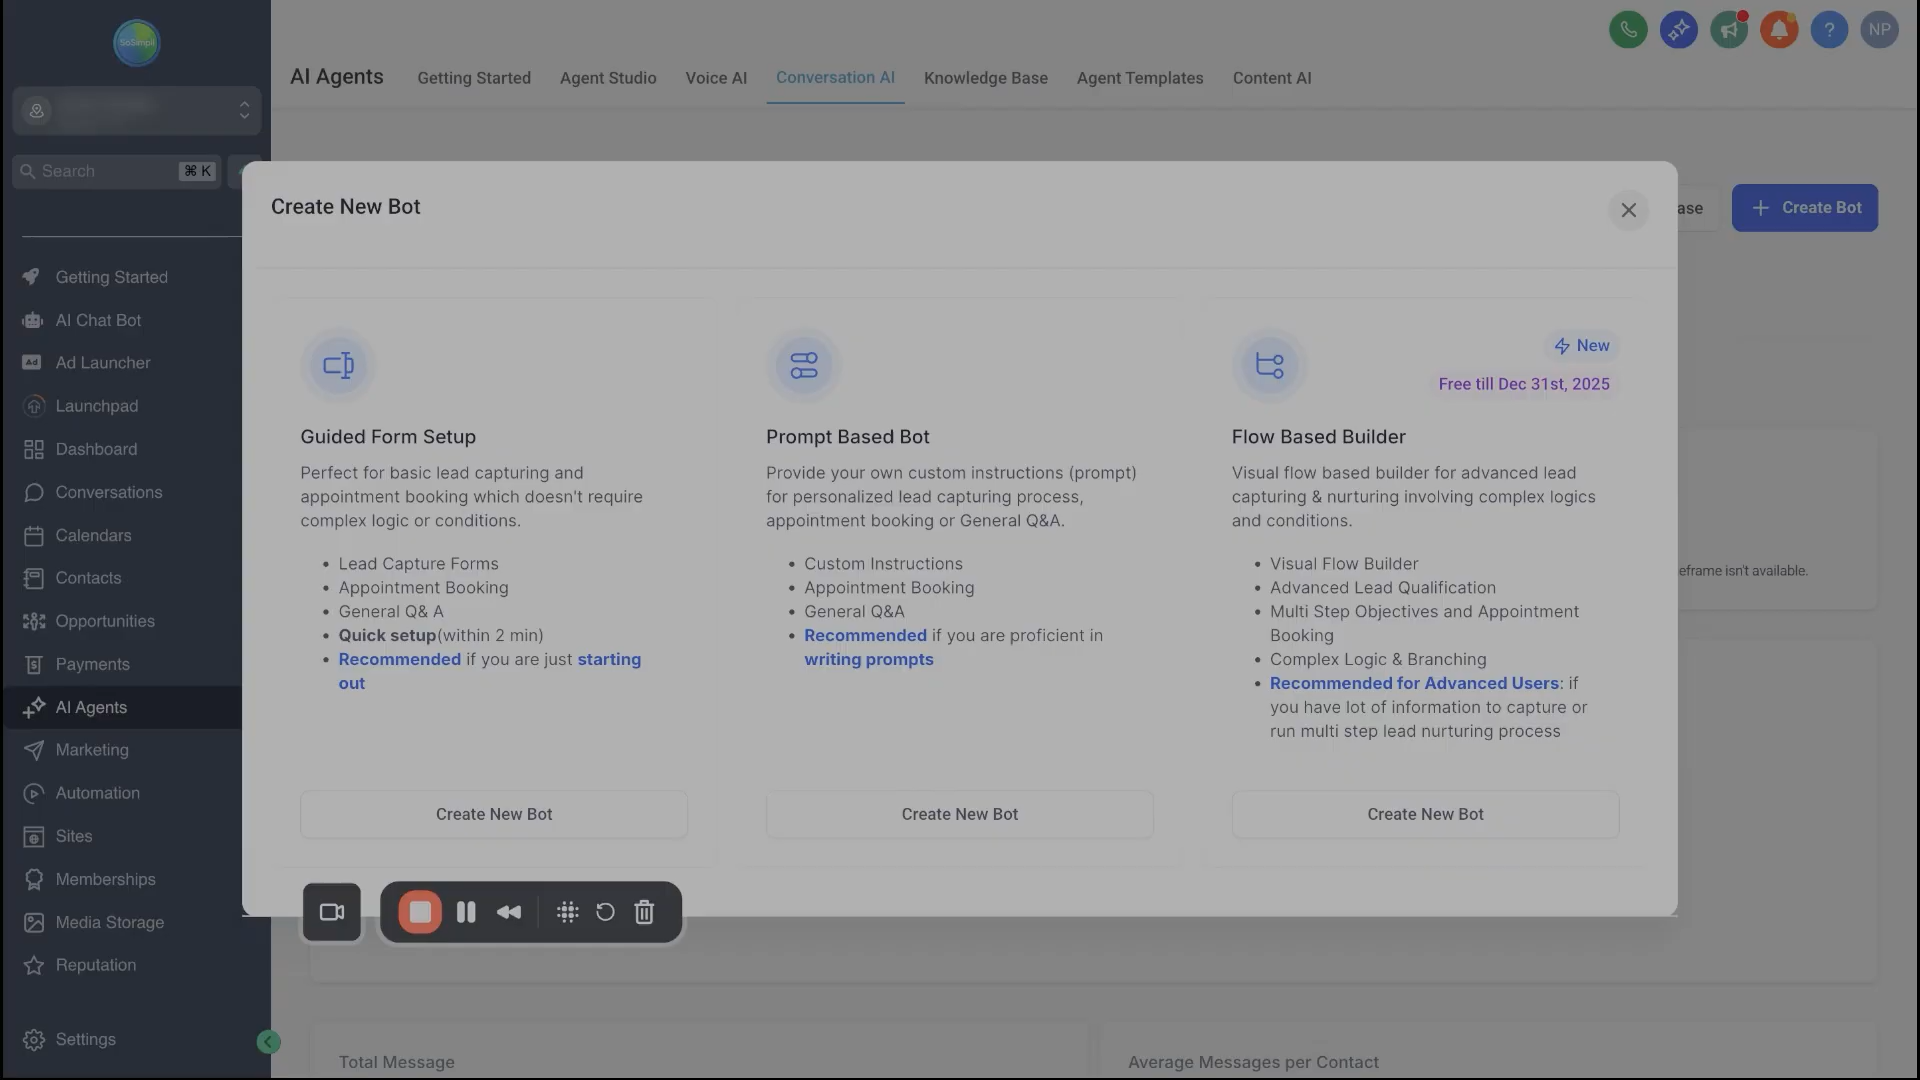 SoSimpli
Search
⌘ K
Getting Started
AI Chat Bot
Ad
Ad Launcher
Launchpad
Dashboard
Conversations
Calendars
Contacts
Opportunities
Payments
AI Agents
Marketing
Automation
Sites
Memberships
Media Storage
Reputation
Settings
AI Agents
Getting Started
Agent Studio
Voice AI
Conversation AI
Knowledge Base
Agent Templates
Content AI
?
NP
ase
+ Create Bot
Create New Bot
Guided Form Setup
Perfect for basic lead capturing and
appointment booking which doesn't require
complex logic or conditions.
• Lead Capture Forms
• Appointment Booking
• General Q& A
• Quick setup(within 2 min)
• Recommended if you are just starting
out
Create New Bot
Prompt Based Bot
Provide your own custom instructions (prompt)
for personalized lead capturing process,
appointment booking or General Q&A.
• Custom Instructions
• Appointment Booking
• General Q&A
• Recommended if you are proficient in
writing prompts
Create New Bot
New
Free till Dec 31st, 2025
Flow Based Builder
Visual flow based builder for advanced lead
capturing & nurturing involving complex logics
and conditions.
• Visual Flow Builder
• Advanced Lead Qualification
• Multi Step Objectives and Appointment
Booking
• Complex Logic & Branching
• Recommended for Advanced Users: if
you have lot of information to capture or
run multi step lead nurturing process
Create New Bot
eframe isn't available.
Total Message
Average Messages per Contact